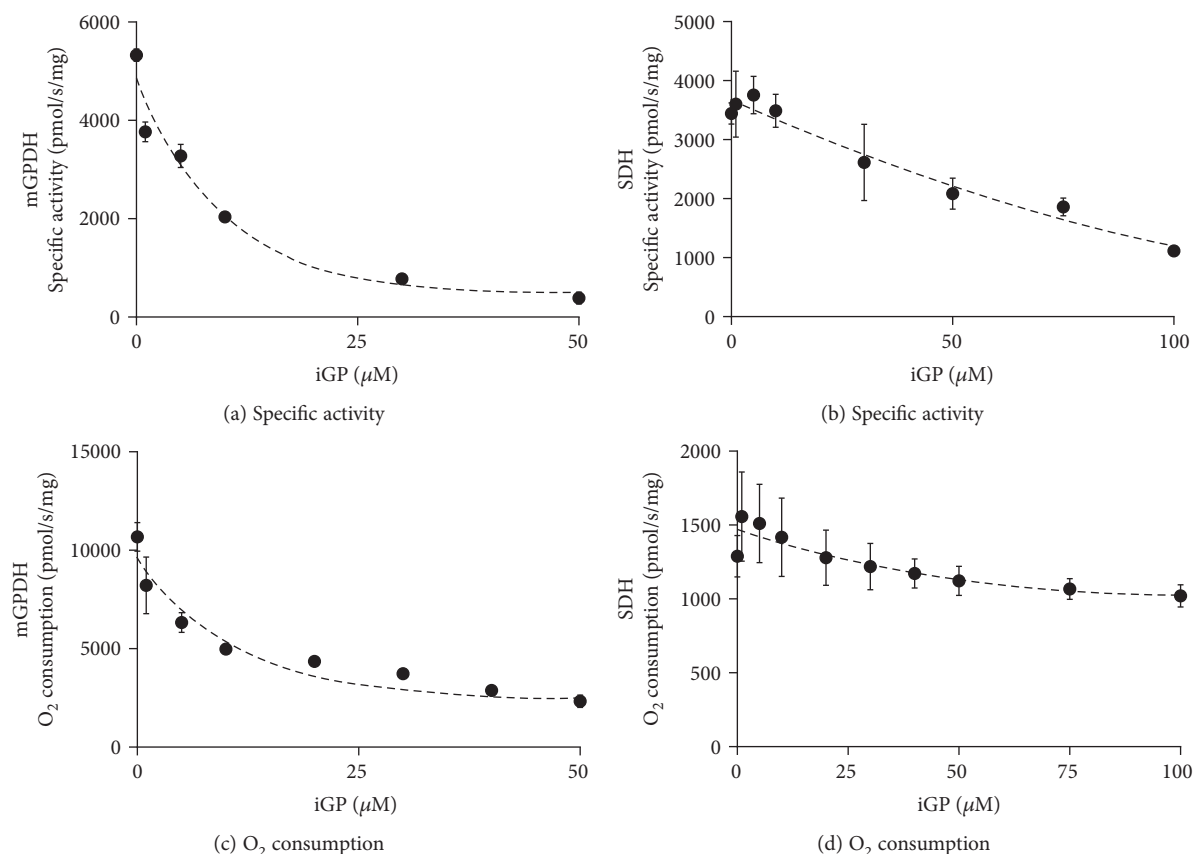 6000
4000
2000
0
mGPDH
Specific activity (pmol/s/mg)
0
25
50
iGP (μM)
(a) Specific activity
5000
4000
3000
2000
1000
0
SDH
Specific activity (pmol/s/mg)
0
50
100
iGP (μM)
(b) Specific activity
15000
10000
5000
0
mGPDH
O₂ consumption (pmol/s/mg)
0
25
50
iGP (μM)
(c) O₂ consumption
2000
1500
1000
500
0
SDH
O₂ consumption (pmol/s/mg)
0
25
50
75
100
iGP (μM)
(d) O₂ consumption